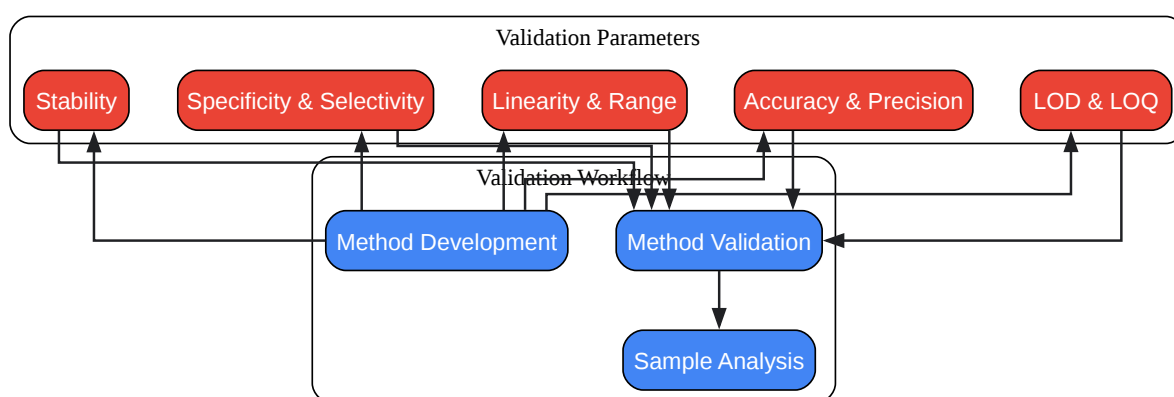 Validation Parameters
Stability
Specificity & Selectivity
Linearity & Range
Accuracy & Precision
LOD & LOQ
Validation Workflow
Method Development
Method Validation
Sample Analysis